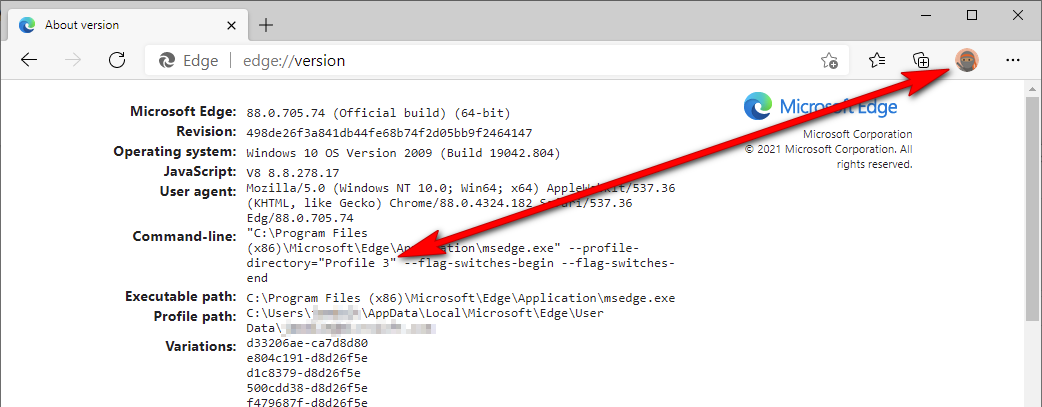 About version
Edge | edge://version
Microsoft Edge
Microsoft Corporation
© 2021 Microsoft Corporation. All
rights reserved.
Microsoft Edge: 88.0.705.74 (Official build) (64-bit)
Revision: 498de26f3a841db44fe68b74f2d05bb9f2464147
Operating system: Windows 10 OS Version 2009 (Build 19042.804)
JavaScript: V8 8.8.278.17
User agent: Mozilla/5.0 (Windows NT 10.0; Win64; x64) AppleWebKit/537.36
(KHTML, like Gecko) Chrome/88.0.4324.182 Safari/537.36
Edg/88.0.705.74
Command-line: "C:\Program Files
(x86)\Microsoft\Edge\Application\msedge.exe" --profile-
directory="Profile 3" --flag-switches-begin --flag-switches-
end
Executable path: C:\Program Files (x86)\Microsoft\Edge\Application\msedge.exe
Profile path: C:\Users\ \AppData\Local\Microsoft\Edge\User
Data\
Variations: d33206ae-ca7d8d80
e804c191-d8d26f5e
d1c8379-d8d26f5e
500cdd38-d8d26f5e
f479687f-d8d26f5e